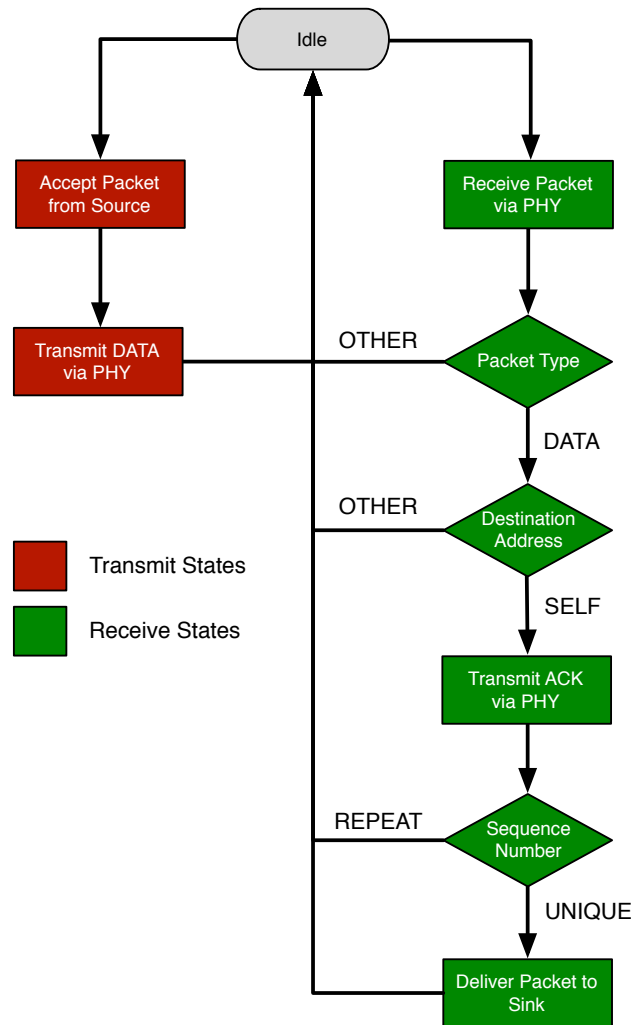 Idle
Accept Packet
from Source
Receive Packet
via PHY
Transmit DATA
via PHY
OTHER
Packet Type
DATA
OTHER
Destination
Address
Transmit States
SELF
Receive States
Transmit ACK
via PHY
REPEAT
Sequence
Number
UNIQUE
Deliver Packet to
Sink